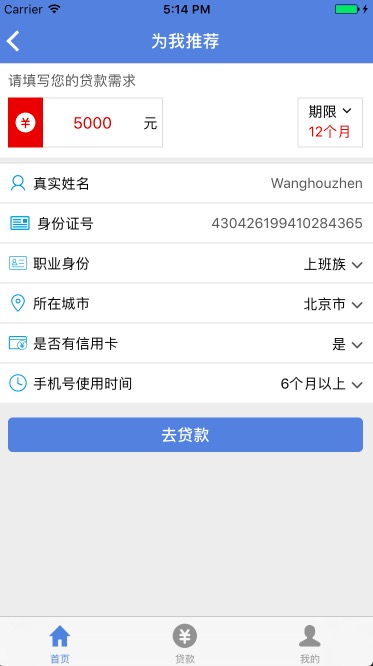 Carrier 5:14 PM
为我推荐
请填写您的贷款需求
¥ 5000 元
期限
12个月
真实姓名 Wanghouzhen
身份证号 430426199410284365
职业身份 上班族
所在城市 北京市
是否有信用卡 是
手机号使用时间 6个月以上
去贷款
首页 贷款 我的